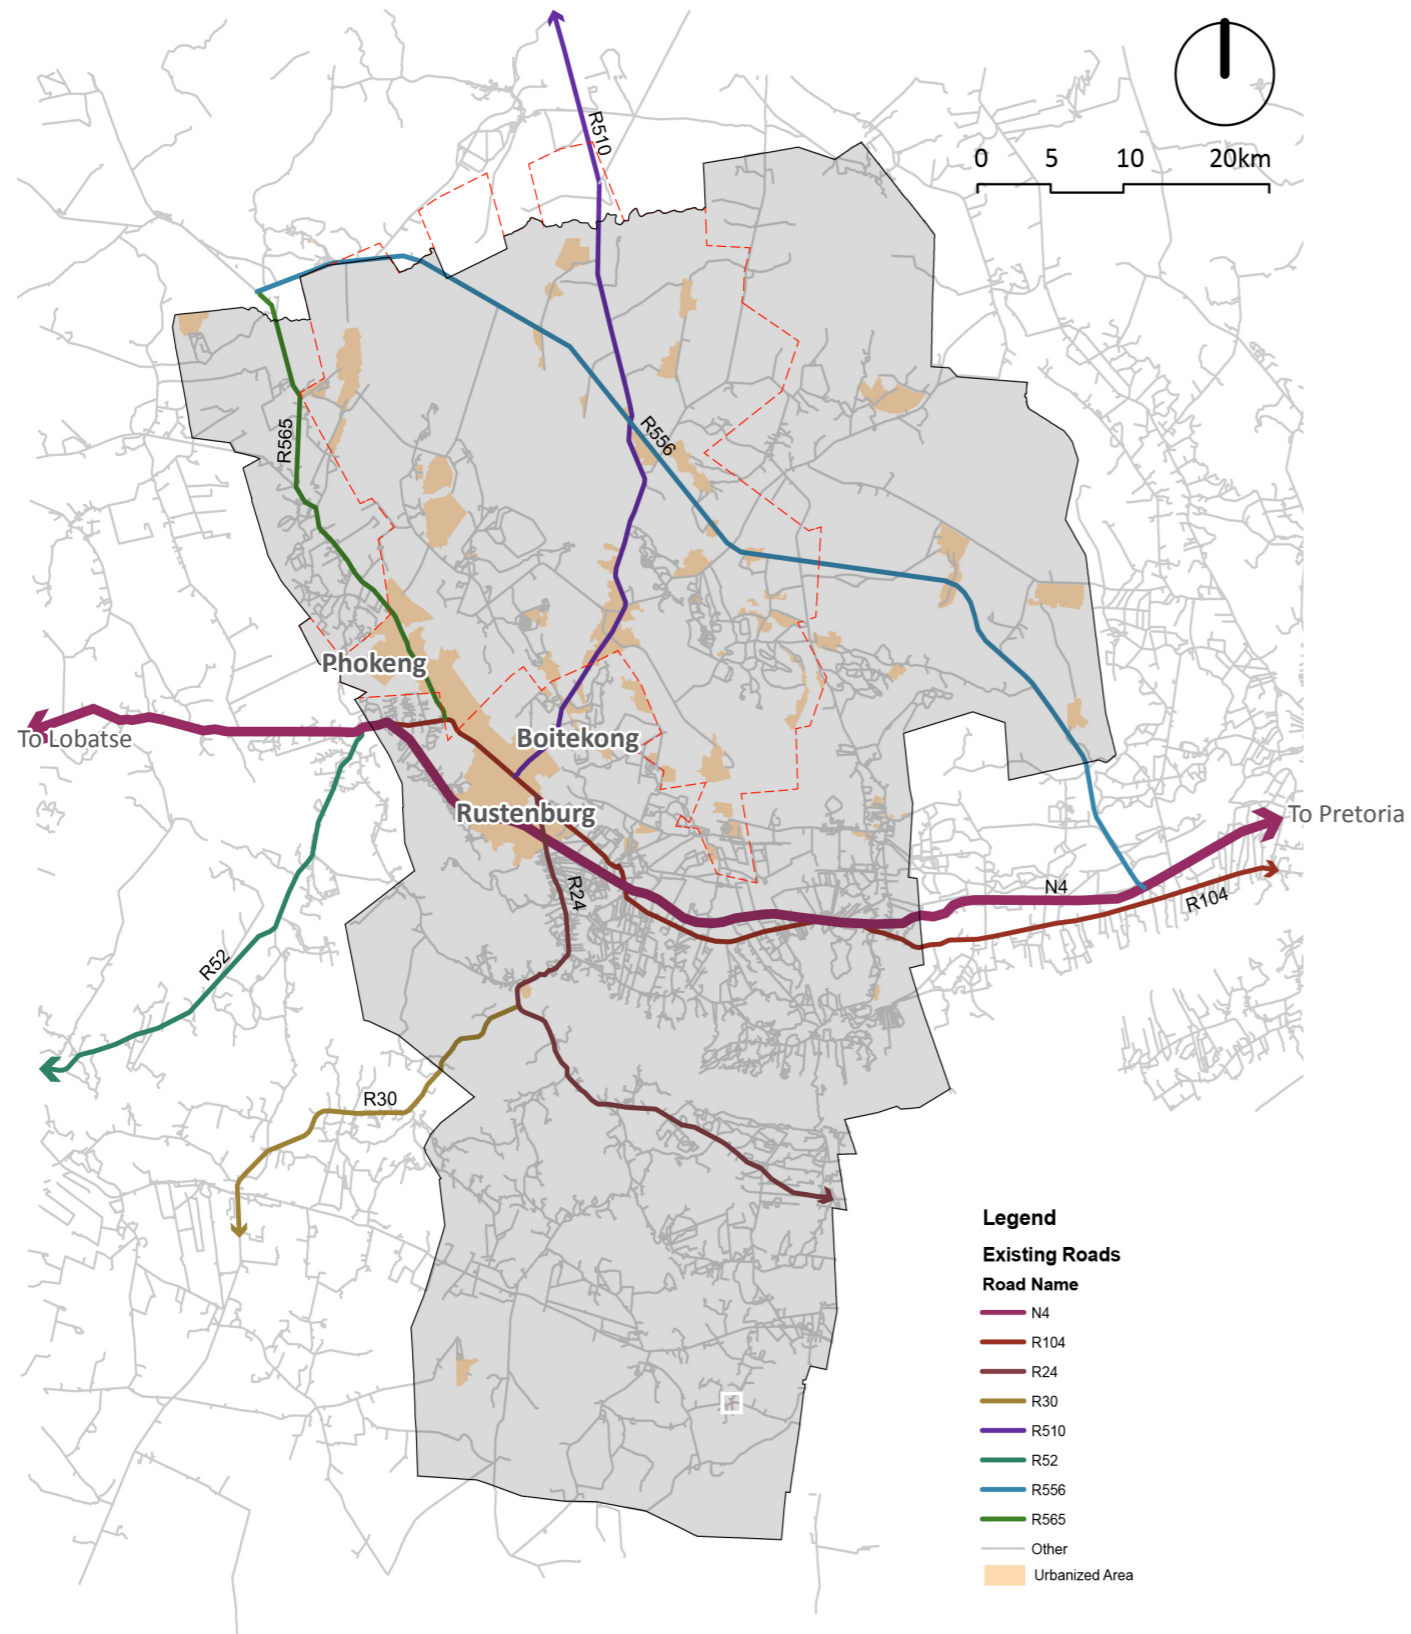 R510
0 5 10 20km
R565
R556
Phokeng
To Lobatse
Boitekong
Rustenburg
To Pretoria
R24
N4
R104
R52
R30
Legend
Existing Roads
Road Name
N4
R104
R24
R30
R510
R52
R556
R565
Other
Urbanized Area